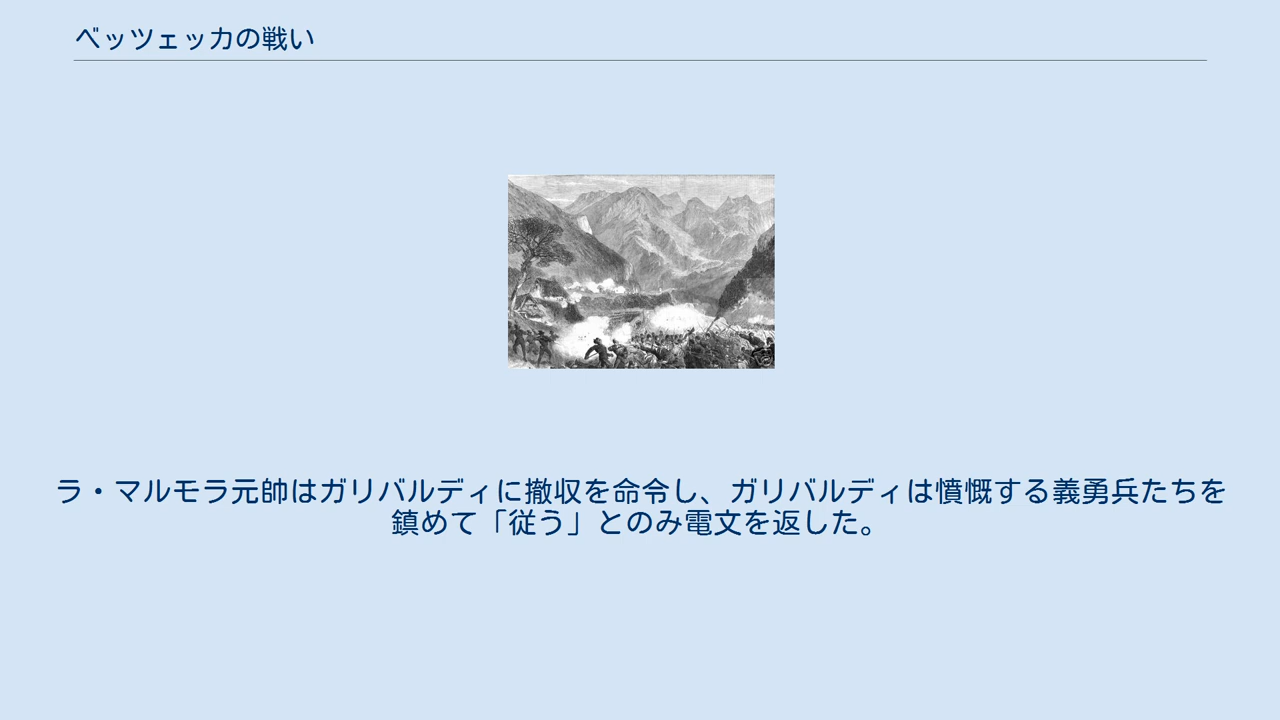 ベッツェッカの戦い
ラ・マルモラ元帥はガリバルディに撤収を命令し、ガリバルディは憤慨する義勇兵たちを
鎮めて「従う」とのみ電文を返した。